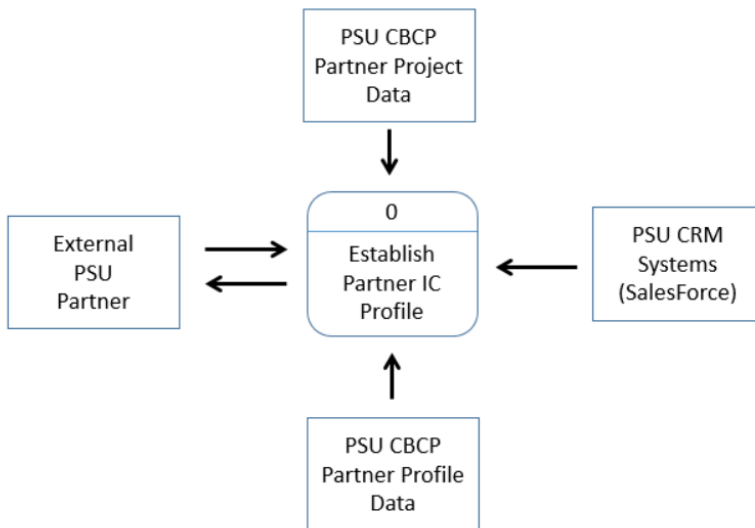 PSU CBCP
Partner Project
Data
0
Establish
Partner IC
Profile
External
PSU
Partner
PSU CRM
Systems
(SalesForce)
PSU CBCP
Partner Profile
Data